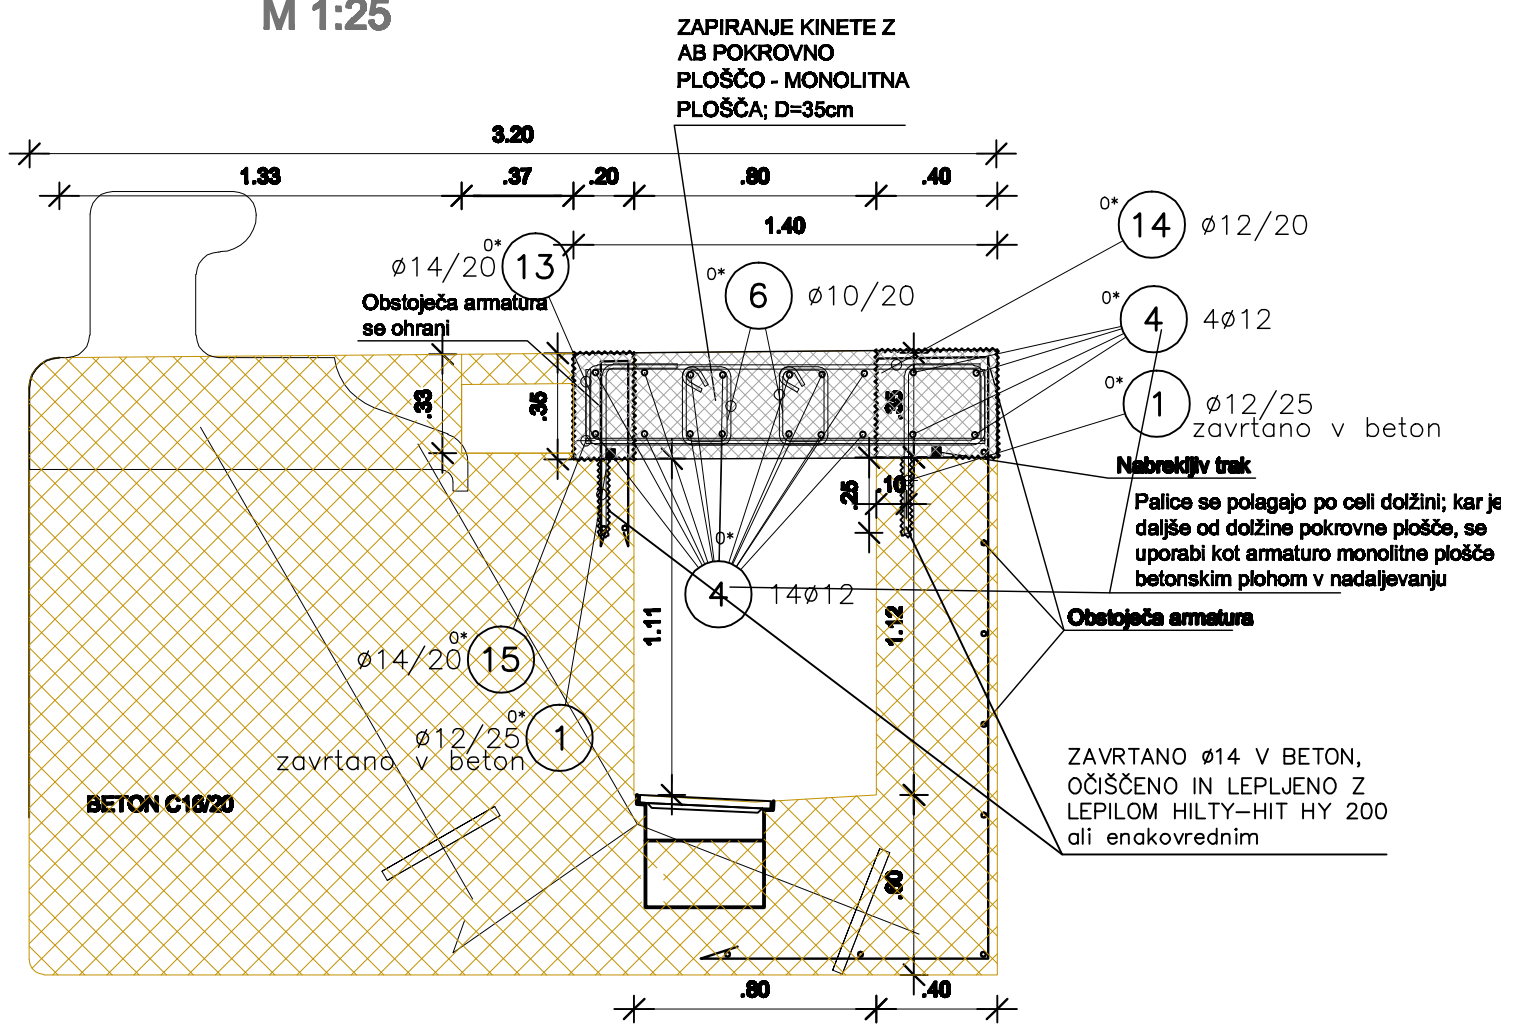 M 1:25
ZAPIRANJE KINETE Z
AB POKROVNO
PLOŠČO - MONOLITNA
PLOŠČA; D=35cm
3.20
1.33
.37
.20
.80
.40
1.40
0*
14
ø12/20
0*
13
ø14/20
0*
6
ø10/20
0*
4
4ø12
Obstoječa armatura
se ohrani
0*
1
ø12/25
zavrtano v beton
.33
.35
.35
Nabrekljiv trak
.25
.10
Palice se polagajo po celi dolžini; kar je
daljše od dolžine pokrovne plošče, se
uporabi kot armaturo monolitne plošče
betonskim plohom v nadaljevanju
0*
4
14ø12
Obstoječa armatura
1.11
1.12
0*
15
ø14/20
0*
1
ø12/25
zavrtano v beton
ZAVRTANO ø14 V BETON,
OČIŠČENO IN LEPLJENO Z
LEPILOM HILTY-HIT HY 200
ali enakovrednim
BETON C16/20
.60
.80
.40